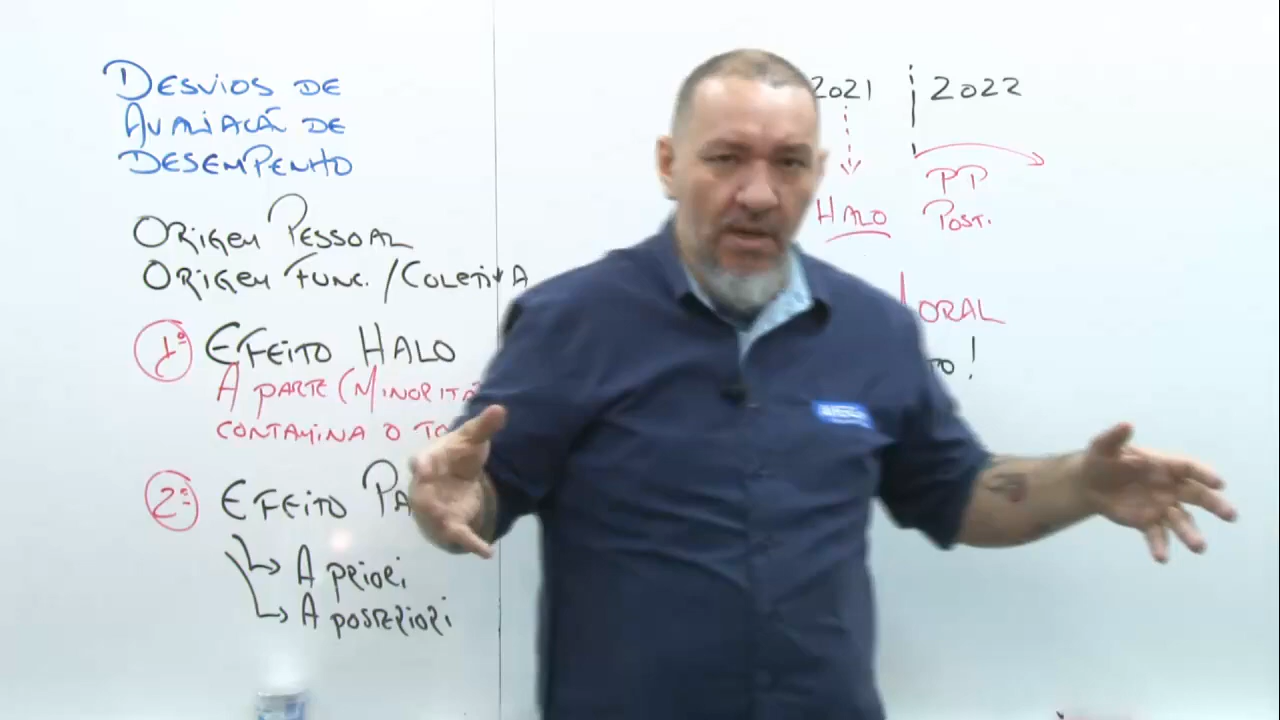 DESVIOS DE
AVALIAÇÃ DE
DESEMPENHO
ORIGEM PESSOAL
ORIGEM FUNC. / COLETIVA
1º EFEITO HALO
A PARTE (MINORITÁ
CONTAMINA O TO
2º EFEITO PA
A PRIORI
A POSTERIORI
2021 2022
HALO
PP
POST.
ORAL
TO!